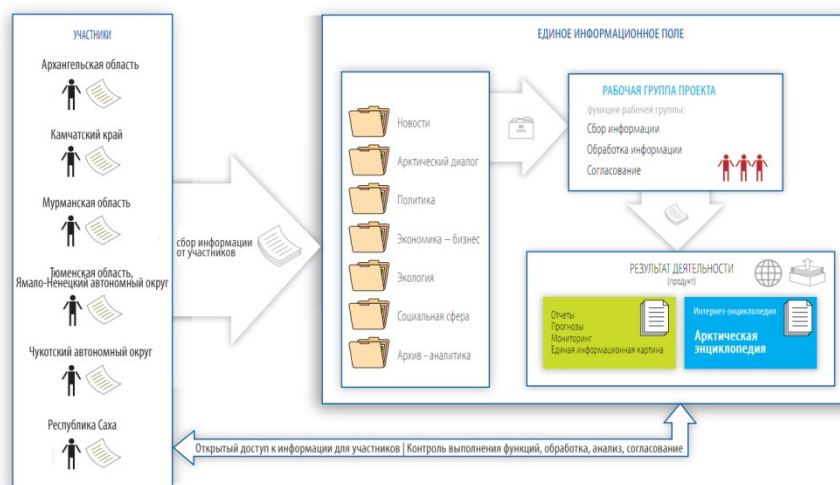 УЧАСТНИКИ
Архангельская область
Камчатский край
Мурманская область
Тюменская область,
Ямало-Ненецкий автономный округ
Чукотский автономный округ
Республика Саха
сбор информации
от участников
ЕДИНОЕ ИНФОРМАЦИОННОЕ ПОЛЕ
Новости
Арктический диалог
Политика
Экономика – бизнес
Экология
Социальная сфера
Архив - аналитика
РАБОЧАЯ ГРУППА ПРОЕКТА
функции рабочей группы:
Сбор информации
Обработка информации
Согласование
РЕЗУЛЬТАТ ДЕЯТЕЛЬНОСТИ
(продукт)
Отчеты
Прогнозы
Мониторинг
Единая информационная картина
Интернет-энциклопедия
Арктическая
энциклопедия
Открытый доступ к информации для участников | Контроль выполнения функций, обработка, анализ, согласование